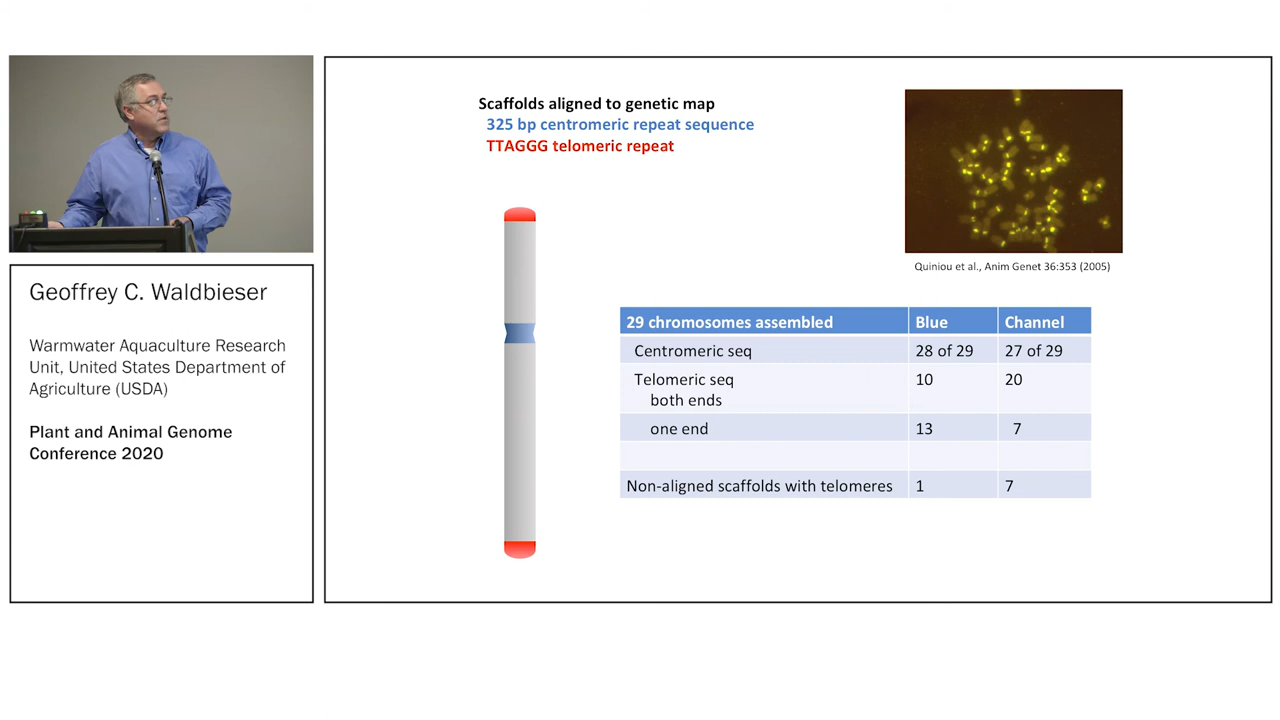 Scaffolds aligned to genetic map
325 bp centromeric repeat sequence
TTAGGG telomeric repeat
Quiniou et al., Anim Genet 36:353 (2005)
Geoffrey C. Waldbieser
Warmwater Aquaculture Research
Unit, United States Department of
Agriculture (USDA)
Plant and Animal Genome
Conference 2020
29 chromosomes assembled Blue Channel
Centromeric seq 28 of 29 27 of 29
Telomeric seq 10 20
both ends
one end 13 7
Non-aligned scaffolds with telomeres 1 7